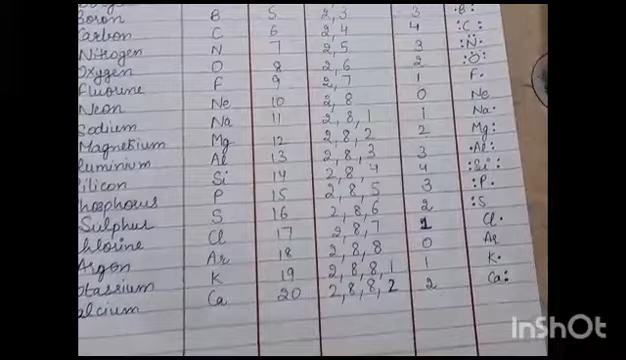 Boron B 5 2,3 3 ·B·
Carbon C 6 2,4 4 :C:
Nitrogen N 7 2,5 3 :N·
Oxygen O 8 2,6 2 :O:
Fluorine F 9 2,7 1 F·
Neon Ne 10 2,8 0 Ne
Sodium Na 11 2,8,1 1 Na·
Magnetium Mg 12 2,8,2 2 Mg:
luminium Al 13 2,8,3 3 ·Al:
ilicon Si 14 2,8,4 4 :Si:
hosphorus P 15 2,8,5 3 :P·
Sulphur S 16 2,8,6 2 :S
hlorine Cl 17 2,8,7 1 Cl·
Argon Ar 18 2,8,8 0 Ar
otassium K 19 2,8,8,1 1 K·
alcium Ca 20 2,8,8,2 2 Ca:
InShOt